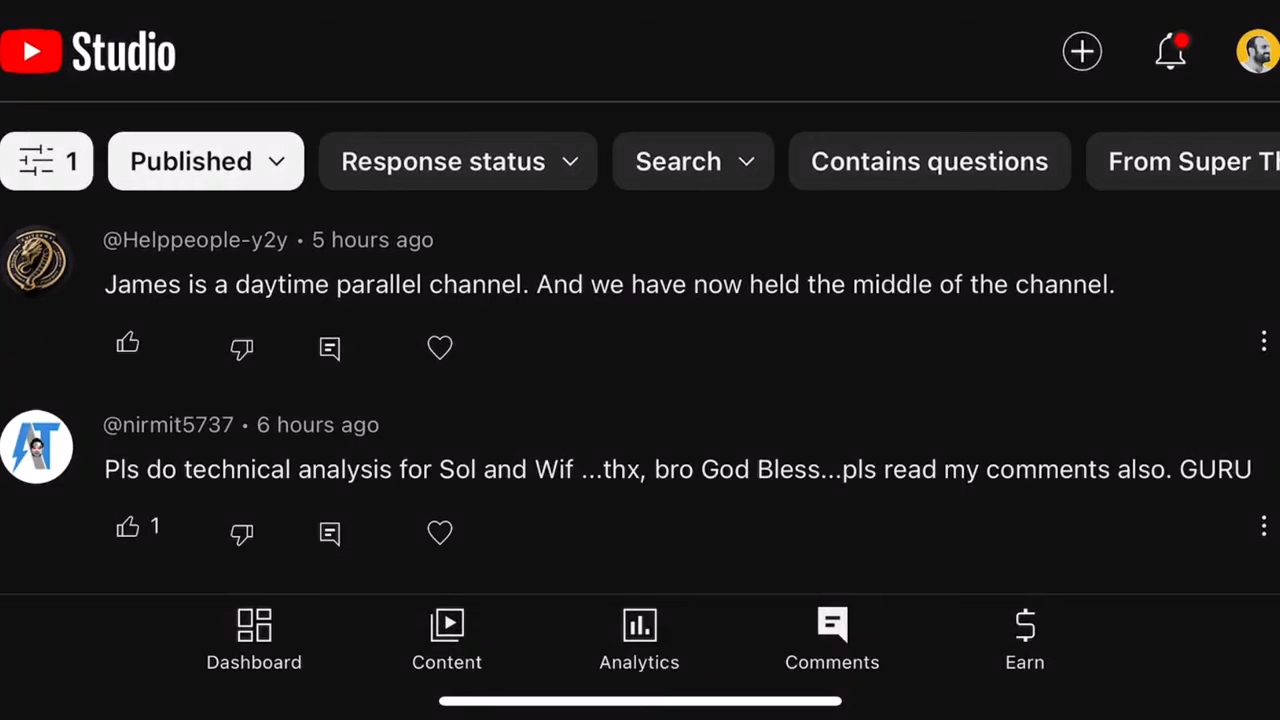 Studio
1
Published
Response status
Search
Contains questions
From Super Th
@Helppeople-y2y • 5 hours ago
James is a daytime parallel channel. And we have now held the middle of the channel.
@nirmit5737 • 6 hours ago
Pls do technical analysis for Sol and Wif ...thx, bro God Bless...pls read my comments also. GURU
1
Dashboard
Content
Analytics
Comments
Earn